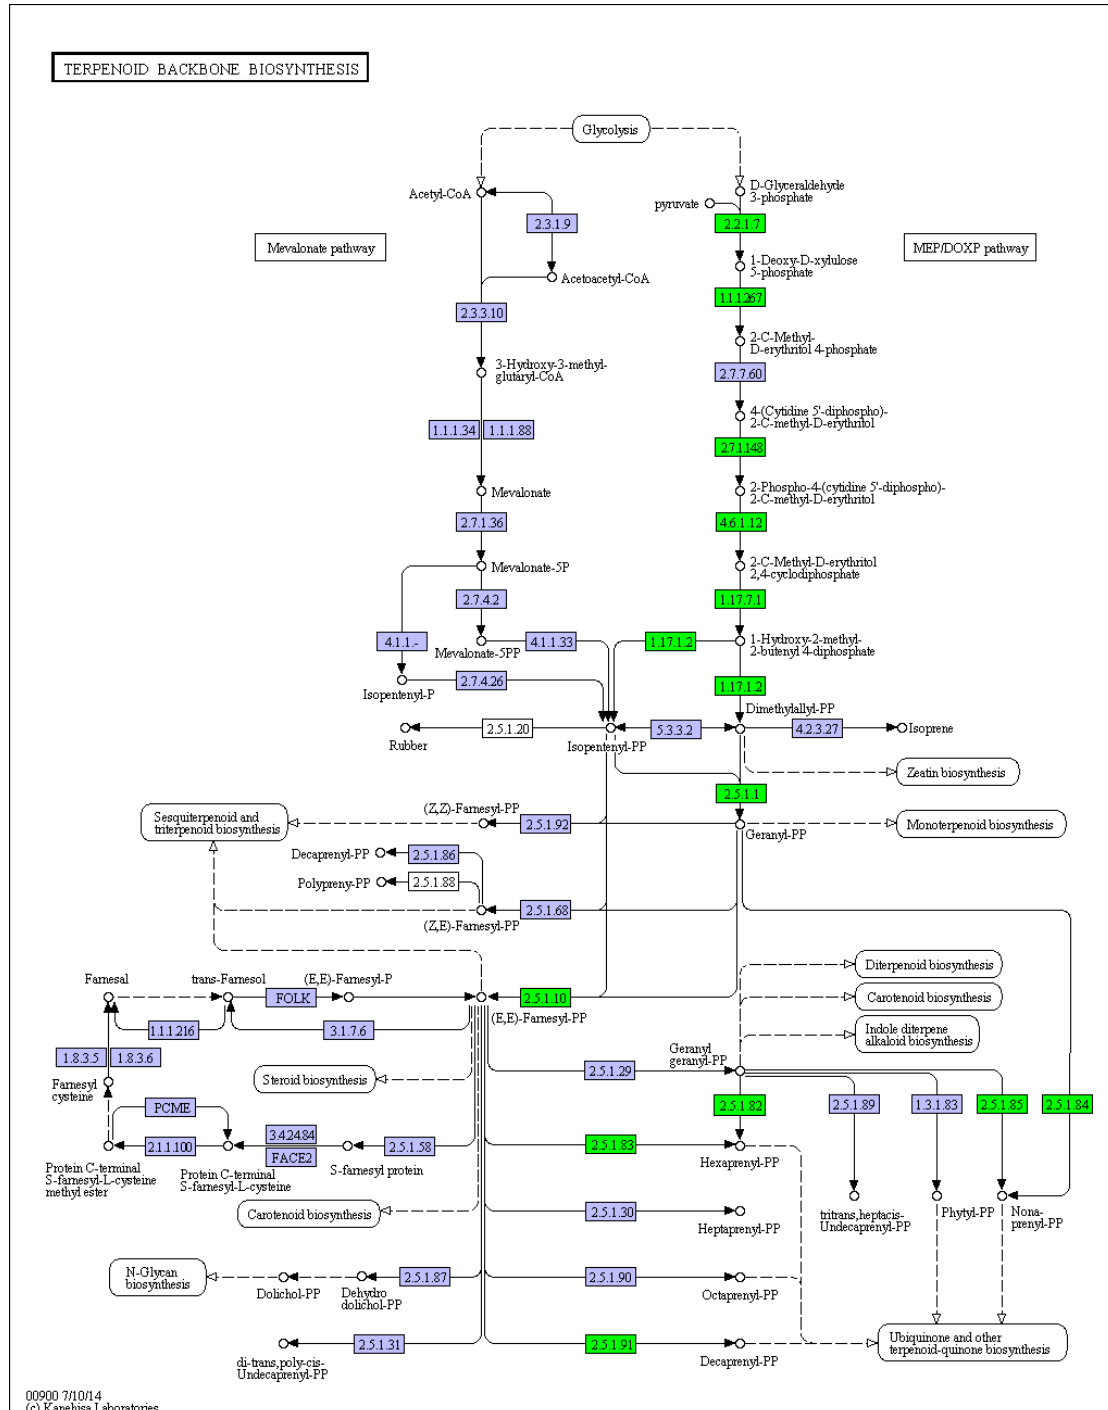 TERPENOID BACKBONE BIOSYNTHESIS
Glycolysis
Acetyl-CoA
D-Glyceraldehyde
3-phosphate
pyruvate
2.3.1.9
2.2.1.7
Mevalonate pathway
MEP/DOXP pathway
1-Deoxy-D-xylulose
5-phosphate
Acetoacetyl-CoA
1.1.1267
2.3.3.10
2-C-Methyl-
D-erythritol 4-phosphate
3-Hydroxy-3-methyl-
glutaryl-CoA
2.7.7.60
4-(Cytidine 5'-diphospho)-
2-C-methyl-D-erythritol
1.1.1.34
1.1.1.88
2.7.1.148
Mevalonate
2-Phospho-4-(cytidine 5'-diphospho)-
2-C-methyl-D-erythritol
2.7.1.36
4.6.1.12
Mevalonate-5P
2-C-Methyl-D-erythritol
2,4-cyclodiphosphate
2.7.4.2
1.17.7.1
4.1.1.-
4.1.1.33
1.17.1.2
1-Hydroxy-2-methyl-
2-butenyl 4-diphosphate
Mevalonate-5PP
Isopentenyl-P
2.7.4.26
1.17.1.2
Dimethylallyl-PP
Rubber
2.5.1.20
Isopentenyl-PP
5.3.3.2
4.2.3.27
Isoprene
Zeatin biosynthesis
2.5.1.1
Sesquiterpenoid and
triterpenoid biosynthesis
(Z,Z)-Farnesyl-PP
2.5.1.92
Geranyl-PP
Monoterpenoid biosynthesis
Decaprenyl-PP
2.5.1.86
Polypreny-PP
2.5.1.88
2.5.1.68
(Z,E)-Farnesyl-PP
Farnesal
trans-Farnesol
(E,E)-Farnesyl-P
Diterpenoid biosynthesis
FOLK
2.5.1.10
(E,E)-Farnesyl-PP
Carotenoid biosynthesis
1.1.1.216
3.1.7.6
Indole diterpene
alkaloid biosynthesis
1.8.3.5
1.8.3.6
Geranyl
geranyl-PP
2.5.1.29
Farnesyl
cysteine
Steroid biosynthesis
PCME
2.5.1.82
2.5.1.89
1.3.1.83
2.5.1.85
2.5.1.84
2.1.1.100
3.4.24.84
FACE2
2.5.1.58
2.5.1.83
Protein C-terminal
S-farnesyl-L-cysteine
methyl ester
Protein C-terminal
S-farnesyl-L-cysteine
S-farnesyl protein
Hexaprenyl-PP
Carotenoid biosynthesis
2.5.1.30
Heptaprenyl-PP
tritrans,heptacis-
Undecaprenyl-PP
Phytyl-PP
Nona-
prenyl-PP
N-Glycan
biosynthesis
Dolichol-PP
Dehydro
dolichol-PP
2.5.1.87
2.5.1.90
Octaprenyl-PP
di-trans,poly-cis-
Undecaprenyl-PP
2.5.1.31
2.5.1.91
Decaprenyl-PP
Ubiquinone and other
terpenoid-quinone biosynthesis
00900 7/10/14
(c) Kanehisa Laboratories